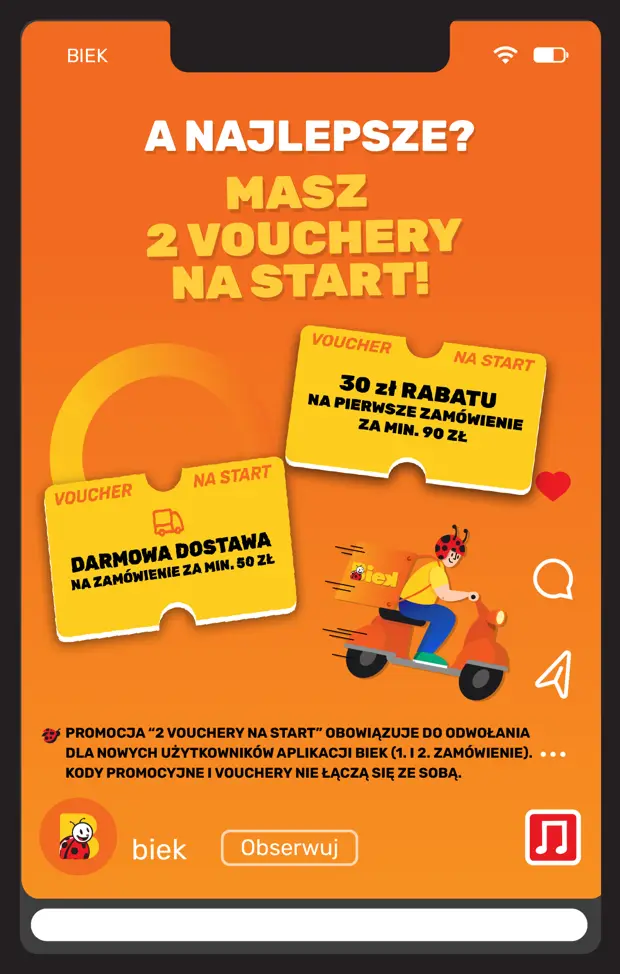 BIEK
A NAJLEPSZE?
MASZ
2 VOUCHERY
NA START!
VOUCHER NA START
30 zł RABATU
NA PIERWSZE ZAMÓWIENIE
ZA MIN. 90 ZŁ
VOUCHER NA START
DARMOWA DOSTAWA
NA ZAMÓWIENIE ZA MIN. 50 ZŁ
Biek
PROMOCJA “2 VOUCHERY NA START” OBOWIĄZUJE DO ODWOŁANIA
DLA NOWYCH UŻYTKOWNIKÓW APLIKACJI BIEK (1. I 2. ZAMÓWIENIE).
KODY PROMOCYJNE I VOUCHERY NIE ŁĄCZĄ SIĘ ZE SOBĄ.
B
biek
Obserwuj